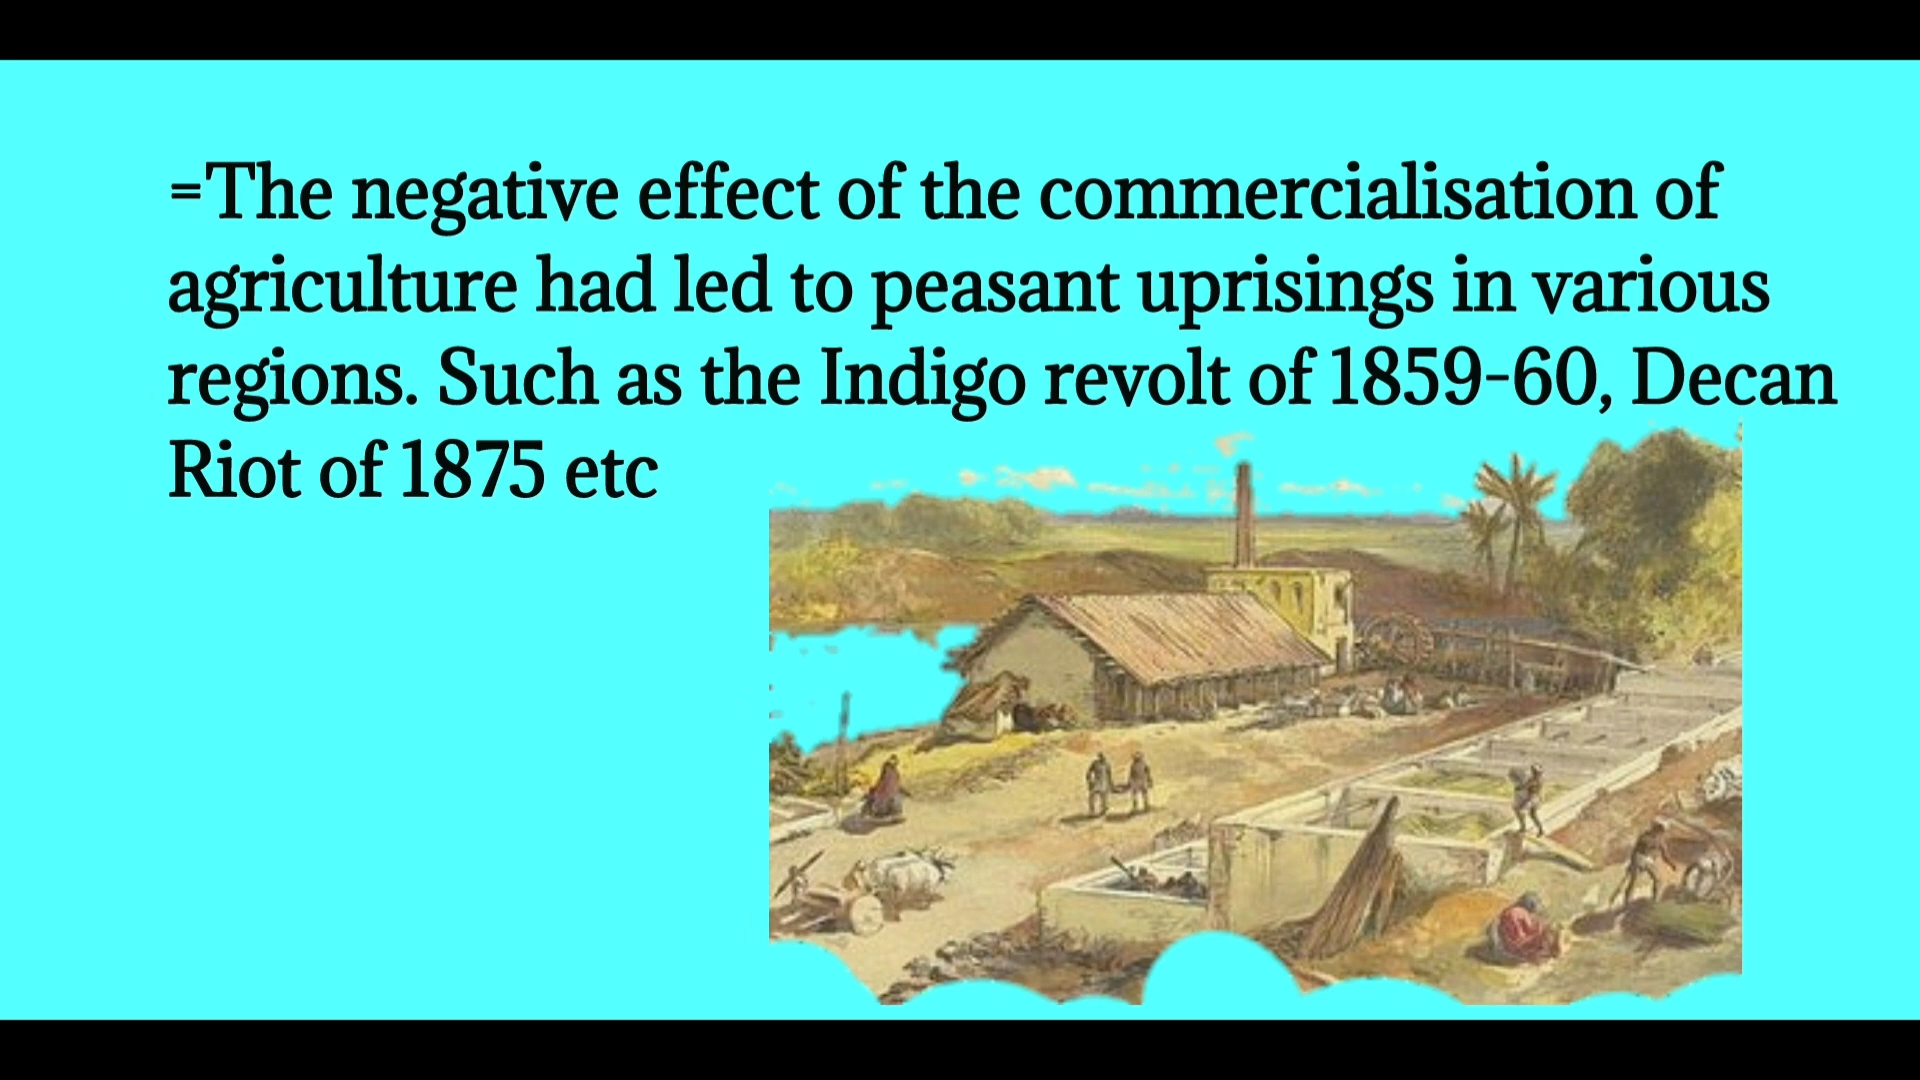 =The negative effect of the commercialisation of
agriculture had led to peasant uprisings in various
regions. Such as the Indigo revolt of 1859-60, Decan
Riot of 1875 etc